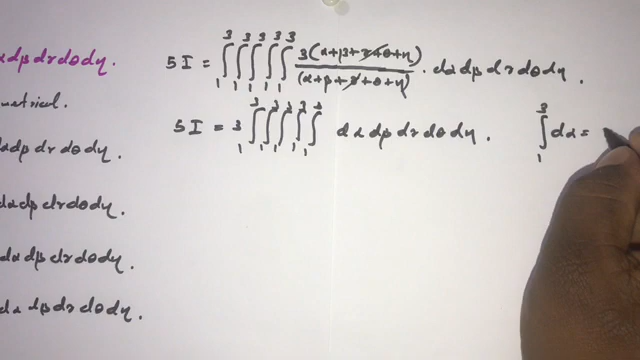 5I = ∫₁³∫₁³∫₁³∫₁³∫₁³ 3(α+β+γ+θ+η)/(α+β+γ+θ+η) . dα dβ dγ dθ dη .
dβ dγ dθ dη .
5I = 3 ∫₁³∫₁³∫₁³∫₁³∫₁³ dα dβ dγ dθ dη . ∫₁³ dα =
dα dβ dγ dθ dη .
dα dβ dγ dθ dη .
dα dβ dγ dθ dη .
dα dβ dγ dθ dη .